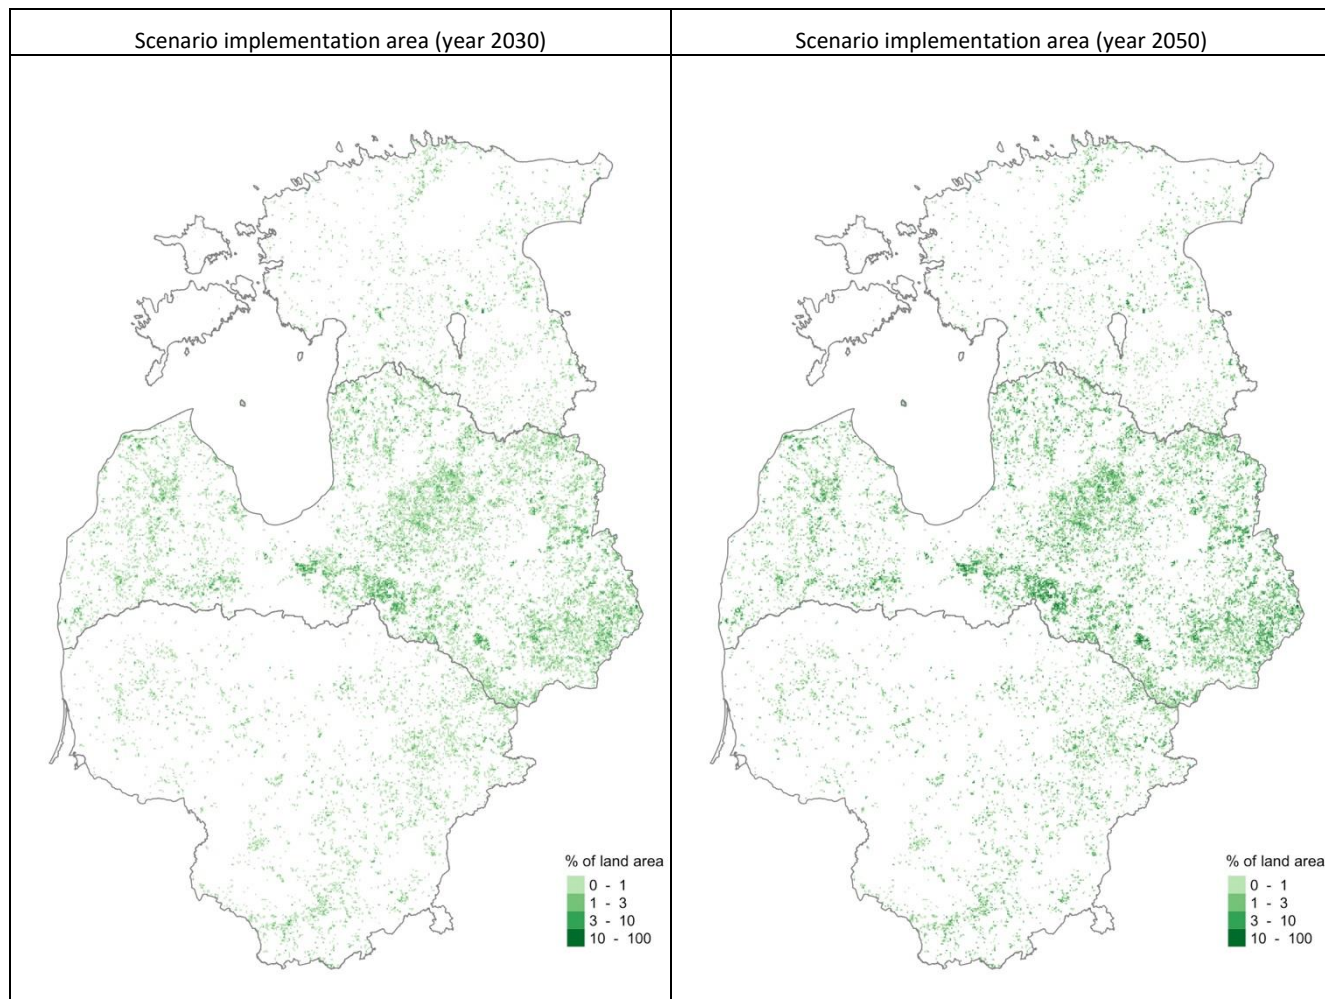 Scenario implementation area (year 2030)
Scenario implementation area (year 2050)
% of land area
0 - 1
1 - 3
3 - 10
10 - 100
% of land area
0 - 1
1 - 3
3 - 10
10 - 100